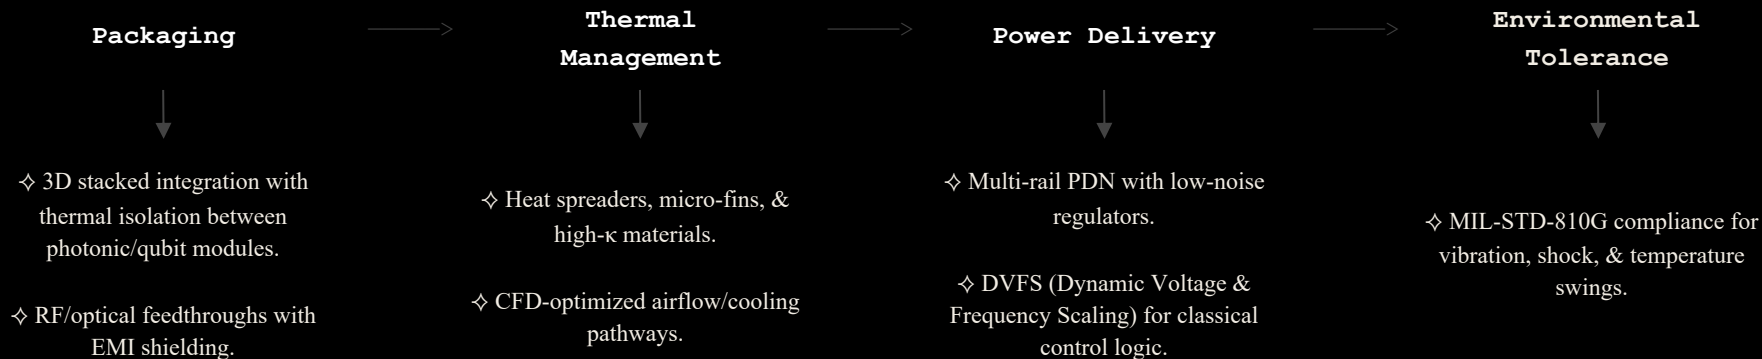 Packaging
✧ 3D stacked integration with
thermal isolation between
photonic/qubit modules.
✧ RF/optical feedthroughs with
EMI shielding.
Thermal
Management
✧ Heat spreaders, micro-fins, &
high-κ materials.
✧ CFD-optimized airflow/cooling
pathways.
Power Delivery
✧ Multi-rail PDN with low-noise
regulators.
✧ DVFS (Dynamic Voltage &
Frequency Scaling) for classical
control logic.
Environmental
Tolerance
✧ MIL-STD-810G compliance for
vibration, shock, & temperature
swings.